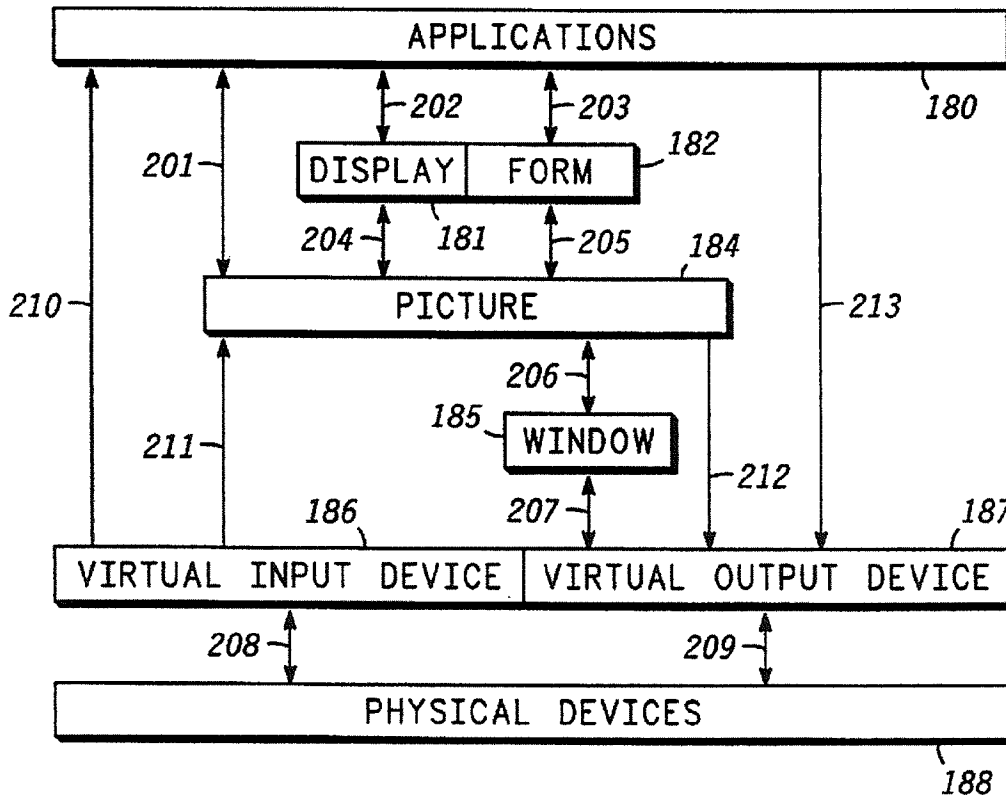 APPLICATIONS
202
203
180
201
182
DISPLAY
FORM
204
181
205
184
210
PICTURE
213
206
185
WINDOW
211
212
186
207
187
VIRTUAL INPUT DEVICE
VIRTUAL OUTPUT DEVICE
208
209
PHYSICAL DEVICES
188